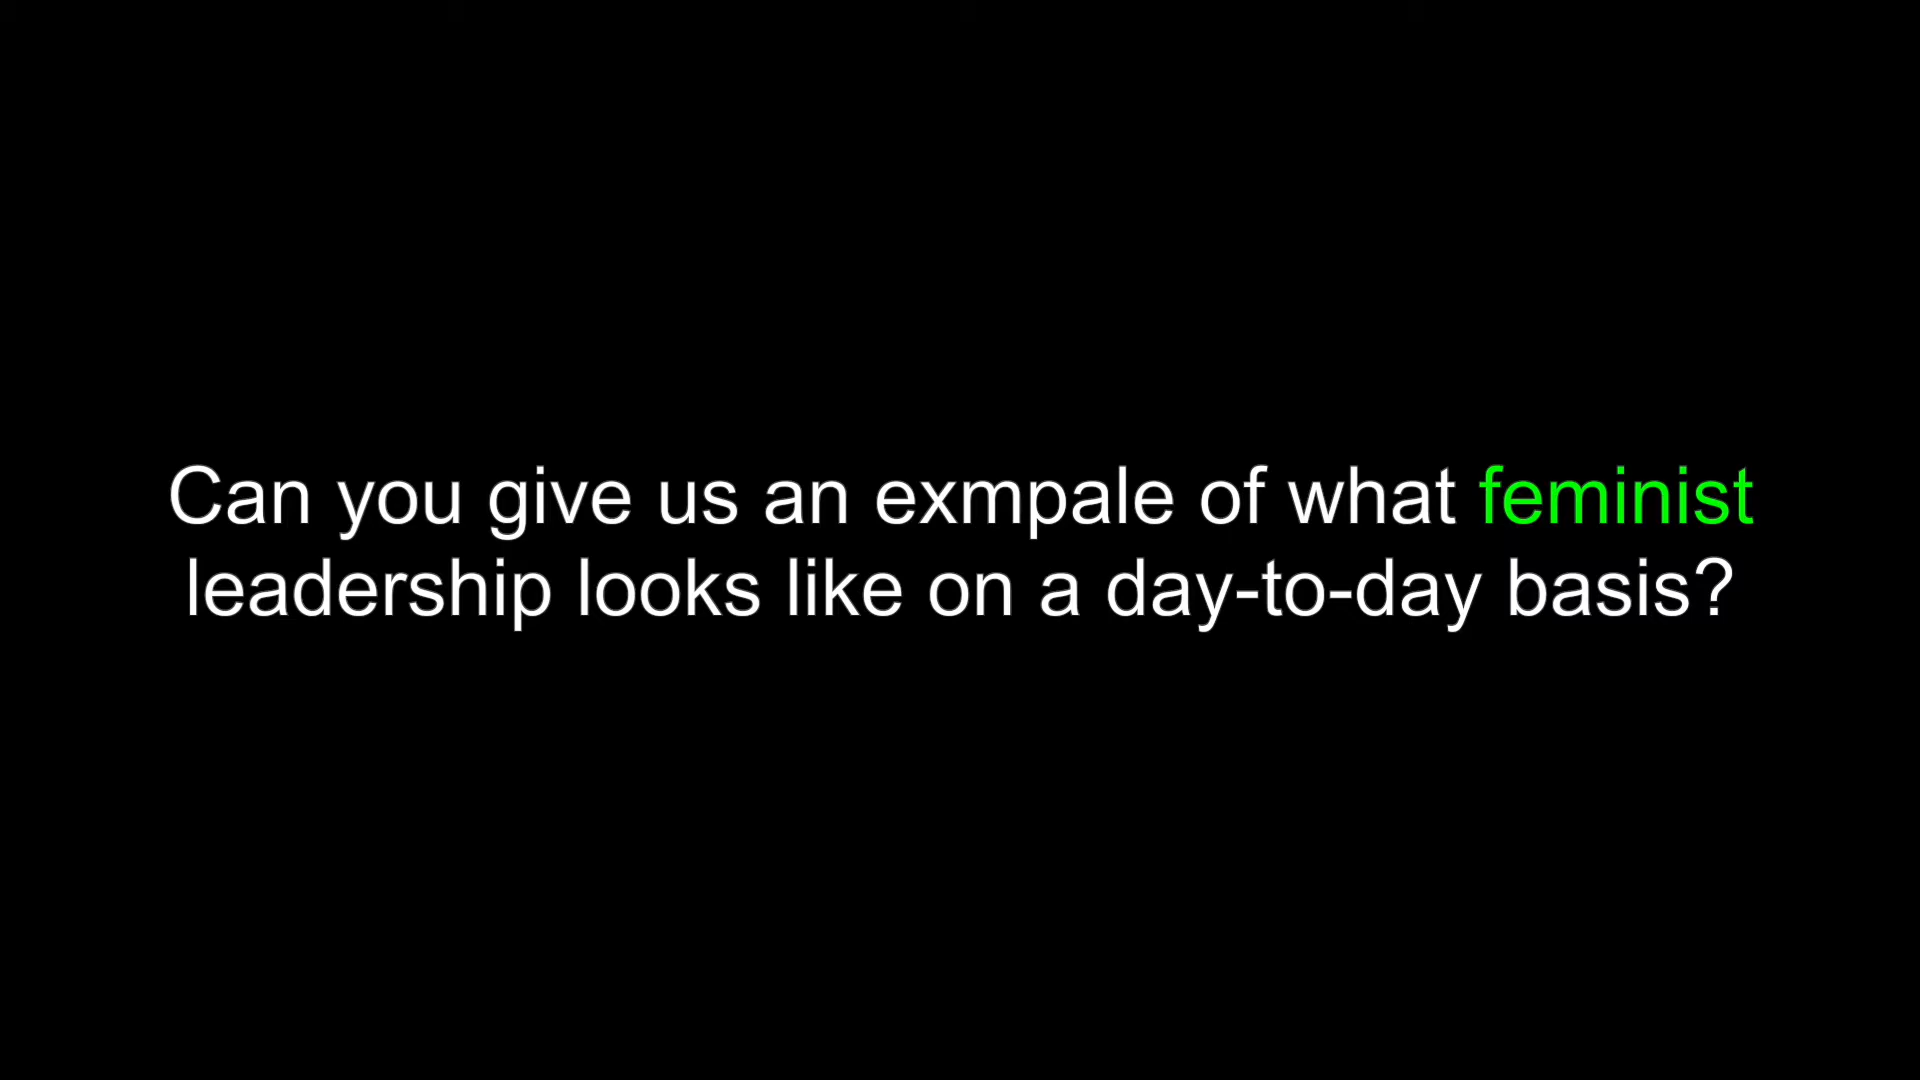 Can you give us an exmpale of what feminist
leadership looks like on a day-to-day basis?